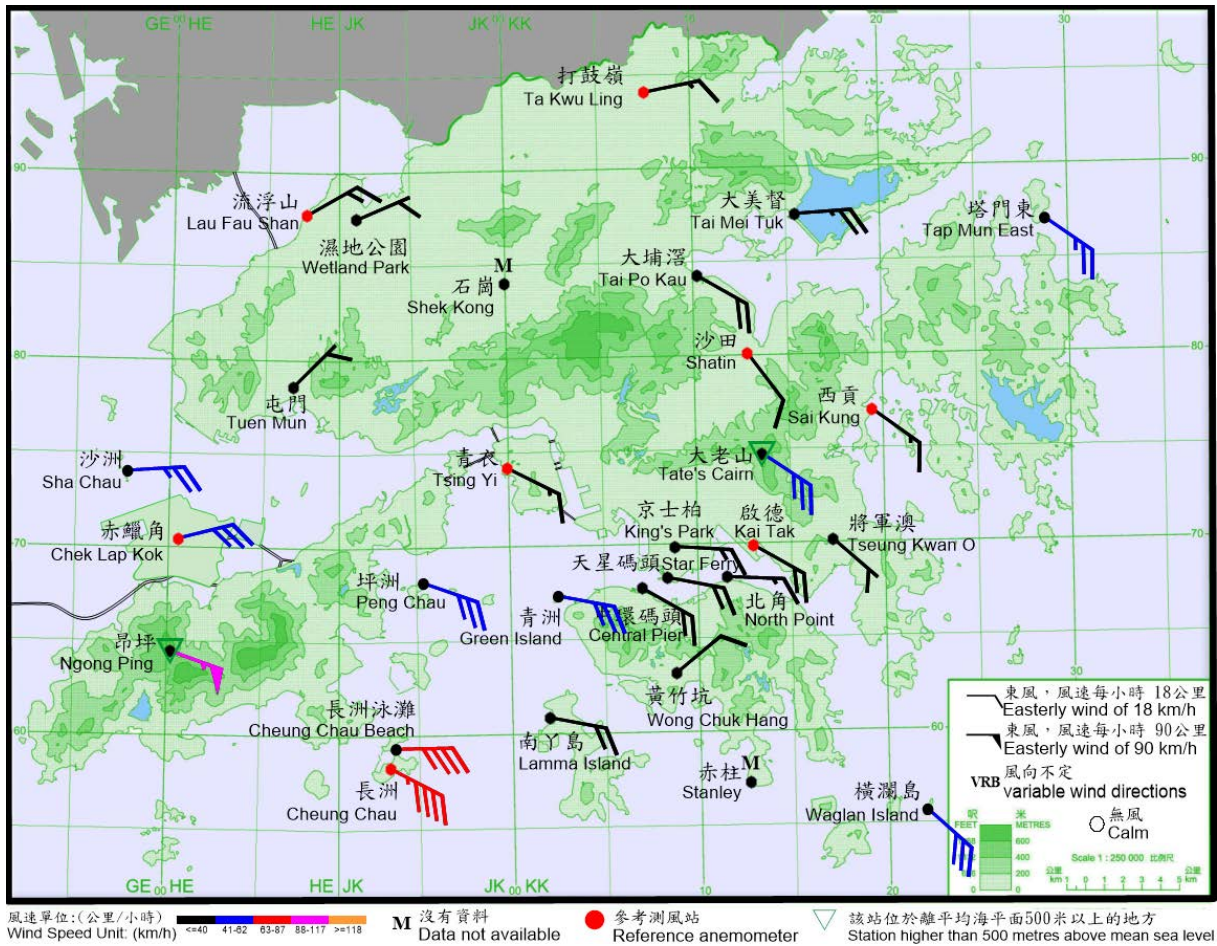 GE 00 HE
HE JK
JK 00 KK
10
20
30
打鼓嶺
Ta Kwu Ling
90
90
流浮山
Lau Fau Shan
大美督
Tai Mei Tuk
塔門東
Tap Mun East
濕地公園
Wetland Park
M
石崗
Shek Kong
大埔滘
Tai Po Kau
80
80
沙田
Shatin
屯門
Tuen Mun
西貢
Sai Kung
沙洲
Sha Chau
青衣
Tsing Yi
大老山
Tate's Cairn
赤鱲角
Chek Lap Kok
京士柏
King's Park
啟德
Kai Tak
將軍澳
Tseung Kwan O
70
70
天星碼頭 Star Ferry
坪洲
Peng Chau
青洲
Green Island
中環碼頭
Central Pier
北角
North Point
昂坪
Ngong Ping
30
黃竹坑
Wong Chuk Hang
長洲泳灘
Cheung Chau Beach
60
60
南丫島
Lamma Island
M
赤柱
Stanley
長洲
Cheung Chau
橫瀾島
Waglan Island
東風，風速每小時 18公里
Easterly wind of 18 km/h
東風，風速每小時 90公里
Easterly wind of 90 km/h
VRB 風向不定
variable wind directions
無風
Calm
呎 米
FEET METRES
600
400
200
Scale 1 : 250 000 比例尺
公里 km 1 0 1 2 3 4 5 公里 km
GE 00 HE
HE JK
JK 00 KK
10
20
風速單位:(公里/小時)
Wind Speed Unit: (km/h)
<=40 41-62 63-87 88-117 >=118
M 沒有資料
Data not available
參考測風站
Reference anemometer
該站位於離平均海平面500米以上的地方
Station higher than 500 metres above mean sea level